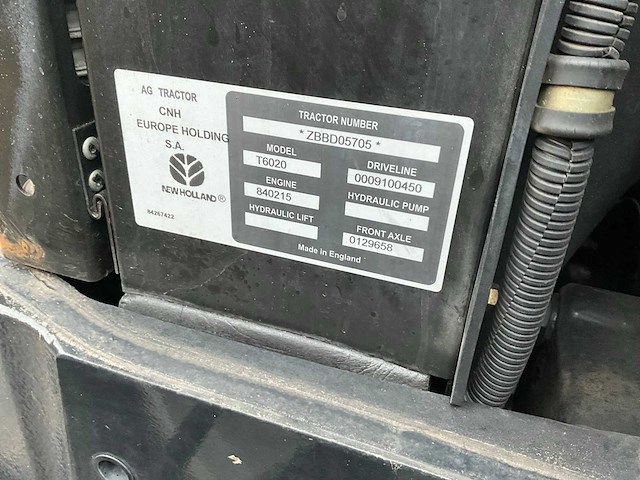 AG TRACTOR
CNH
EUROPE HOLDING
S.A.
NEW HOLLAND®
84267422
TRACTOR NUMBER
*ZBBD05705*
MODEL
T6020
DRIVELINE
0009100450
ENGINE
840215
HYDRAULIC PUMP
HYDRAULIC LIFT
FRONT AXLE
0129658
Made in England